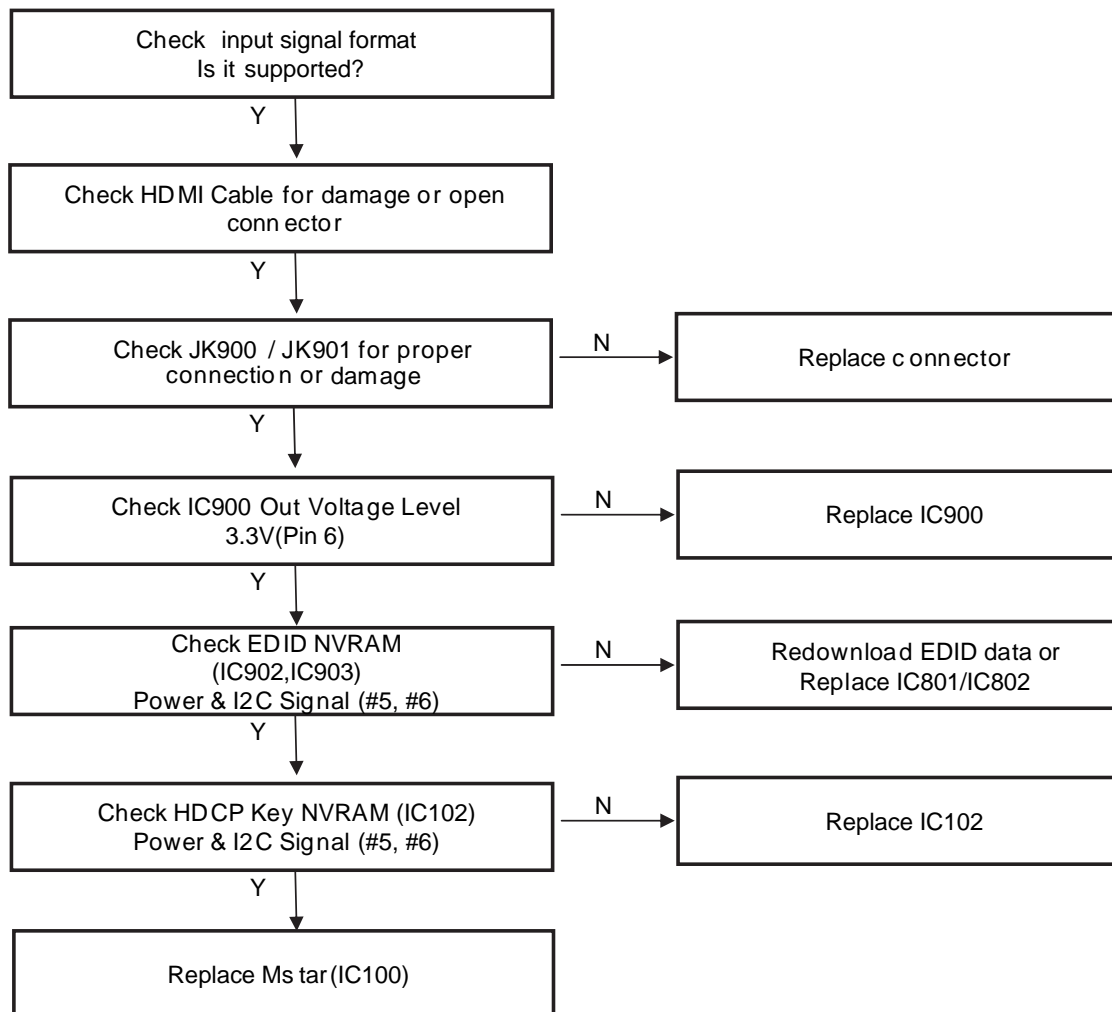 Check input signal format
Is it supported?
Y
Check HDMI Cable for damage or open
connector
Y
Check JK900 / JK901 for proper
connection or damage
N
Replace connector
Y
Check IC900 Out Voltage Level
3.3V(Pin 6)
N
Replace IC900
Y
Check EDID NVRAM
(IC902,IC903)
Power & I2C Signal (#5, #6)
N
Redownload EDID data or
Replace IC801/IC802
Y
Check HDCP Key NVRAM (IC102)
Power & I2C Signal (#5, #6)
N
Replace IC102
Y
Replace Mstar(IC100)